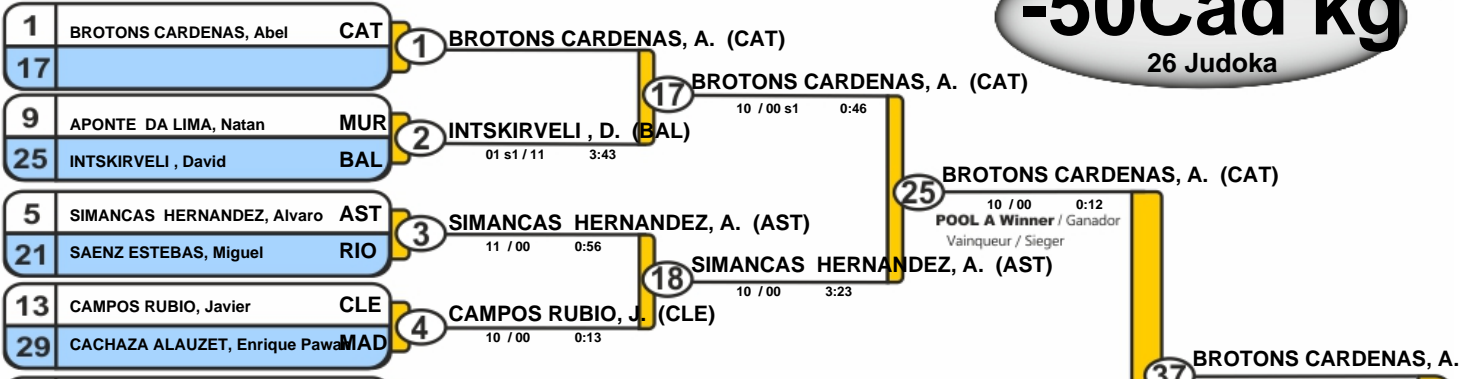 -50Cad kg
26 Judoka
1 BROTONS CARDENAS, Abel CAT
17
1
BROTONS CARDENAS, A. (CAT)
9 APONTE DA LIMA, Natan MUR
25 INTSKIRVELI , David BAL
2
INTSKIRVELI , D. (BAL)
01 s1 / 11 3:43
17
BROTONS CARDENAS, A. (CAT)
10 / 00 s1 0:46
5 SIMANCAS HERNANDEZ, Alvaro AST
21 SAENZ ESTEBAS, Miguel RIO
3
SIMANCAS HERNANDEZ, A. (AST)
11 / 00 0:56
13 CAMPOS RUBIO, Javier CLE
29 CACHAZA ALAUZET, Enrique Pawa MAD
4
CAMPOS RUBIO, J. (CLE)
10 / 00 0:13
18
SIMANCAS HERNANDEZ, A. (AST)
10 / 00 3:23
25
BROTONS CARDENAS, A. (CAT)
10 / 00 0:12
POOL A Winner / Ganador
Vainqueur / Sieger
37
BROTONS CARDENAS, A.